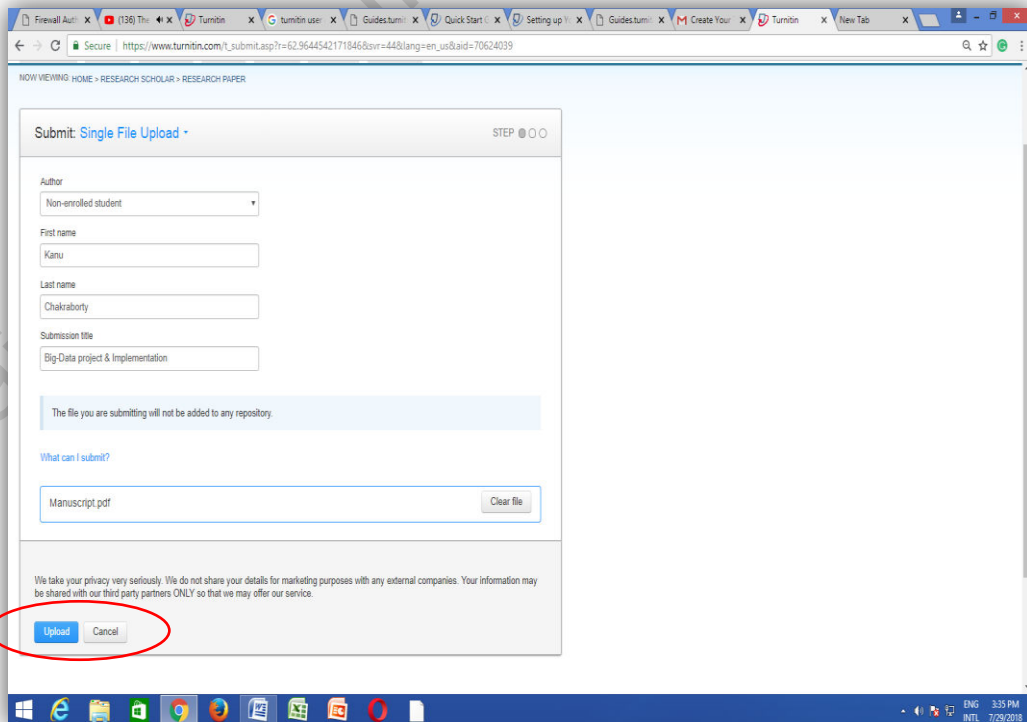 Firewall Auth
(136) The
Turnitin
turnitin user
Guides.turnit
Quick Start G
Setting up Yo
Guides.turnit
Create Your
Turnitin
New Tab
Secure | https://www.turnitin.com/t_submit.asp?r=62.9644542171846&svr=44&lang=en_us&aid=70624039
NOW VIEWING: HOME > RESEARCH SCHOLAR > RESEARCH PAPER
Submit: Single File Upload
STEP
Author
Non-enrolled student
First name
Kanu
Last name
Chakraborty
Submission title
Big-Data project & Implementation
The file you are submitting will not be added to any repository.
What can I submit?
Manuscript.pdf
Clear file
We take your privacy very seriously. We do not share your details for marketing purposes with any external companies. Your information may
be shared with our third party partners ONLY so that we may offer our service.
Upload
Cancel
ENG 3:35 PM
INTL 7/29/2018